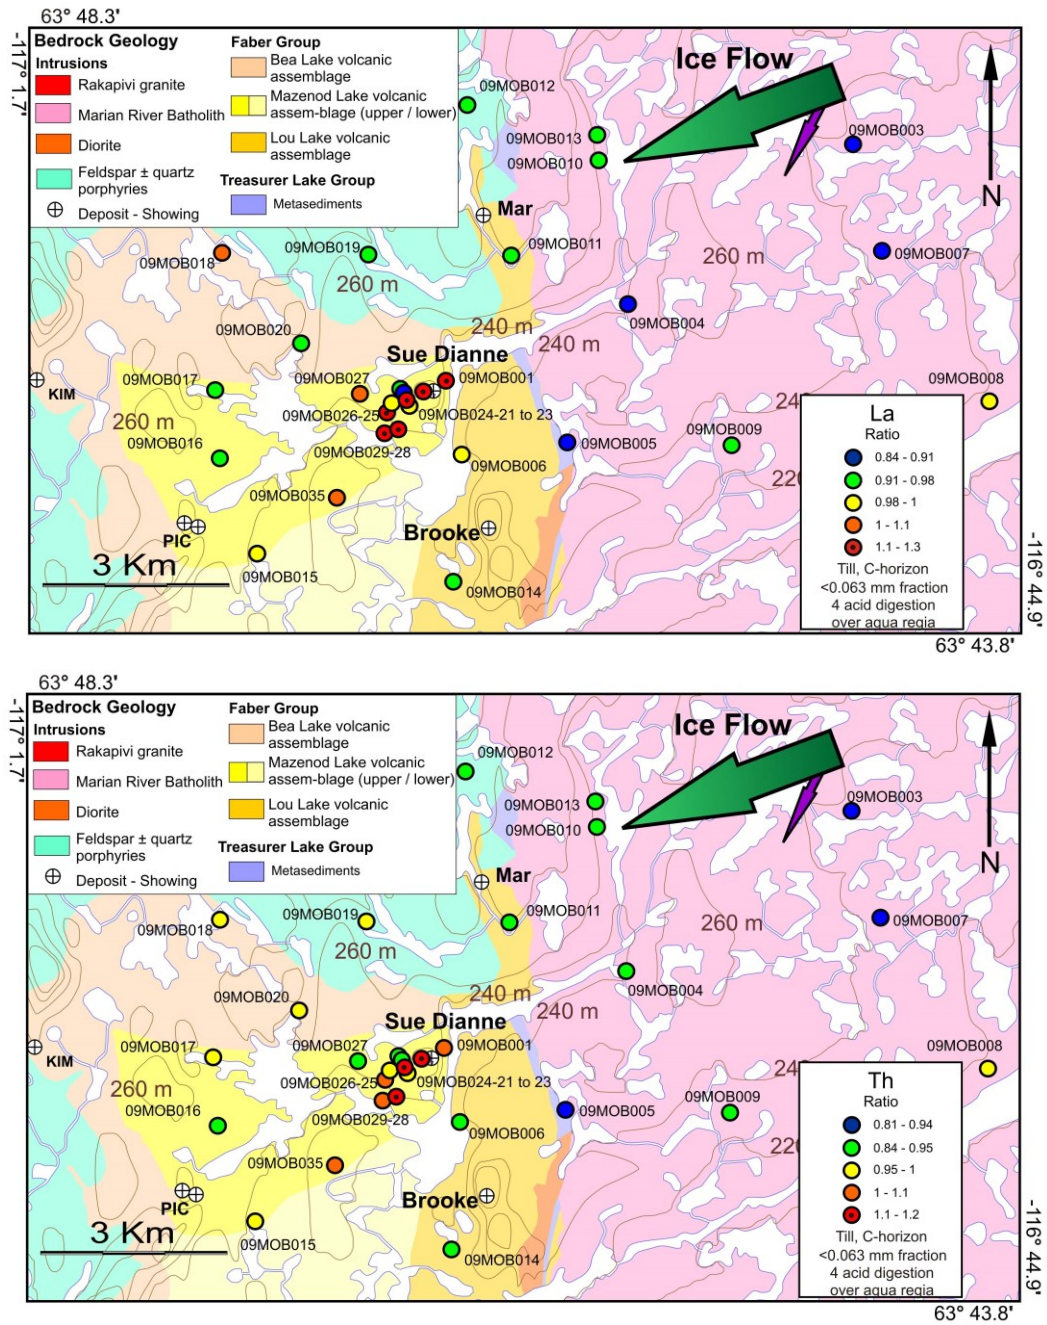 63° 48.3'
-117° 1.7'
Bedrock Geology
Intrusions
Rakapivi granite
Marian River Batholith
Diorite
Feldspar ± quartz
porphyries
Deposit - Showing
Faber Group
Bea Lake volcanic
assemblage
Mazenod Lake volcanic
assem-blage (upper / lower)
Lou Lake volcanic
assemblage
Treasurer Lake Group
Metasediments
Ice Flow
N
09MOB012
09MOB013
09MOB010
09MOB003
Mar
09MOB011
09MOB019
09MOB018
260 m
260 m
09MOB007
09MOB004
09MOB020
240 m
240 m
Sue Dianne
09MOB001
09MOB008
KIM
09MOB017
09MOB027
260 m
09MOB026-25
09MOB024-21 to 23
24
09MOB009
09MOB016
09MOB029-28
09MOB005
09MOB006
09MOB035
220
PIC
Brooke
3 Km
09MOB015
09MOB014
La
Ratio
0.84 - 0.91
0.91 - 0.98
0.98 - 1
1 - 1.1
1.1 - 1.3
Till, C-horizon
<0.063 mm fraction
4 acid digestion
over aqua regia
-116° 44.9'
63° 43.8'
63° 48.3'
-117° 1.7'
Bedrock Geology
Intrusions
Rakapivi granite
Marian River Batholith
Diorite
Feldspar ± quartz
porphyries
Deposit - Showing
Faber Group
Bea Lake volcanic
assemblage
Mazenod Lake volcanic
assem-blage (upper / lower)
Lou Lake volcanic
assemblage
Treasurer Lake Group
Metasediments
Ice Flow
N
09MOB012
09MOB013
09MOB010
09MOB003
Mar
09MOB011
09MOB019
09MOB018
260 m
260 m
09MOB007
09MOB004
09MOB020
240 m
240 m
Sue Dianne
09MOB001
09MOB008
KIM
09MOB017
09MOB027
260 m
09MOB026-25
09MOB024-21 to 23
24
09MOB009
09MOB016
09MOB029-28
09MOB005
09MOB006
09MOB035
220
PIC
Brooke
3 Km
09MOB015
09MOB014
Th
Ratio
0.81 - 0.94
0.84 - 0.95
0.95 - 1
1 - 1.1
1.1 - 1.2
Till, C-horizon
<0.063 mm fraction
4 acid digestion
over aqua regia
-116° 44.9'
63° 43.8'